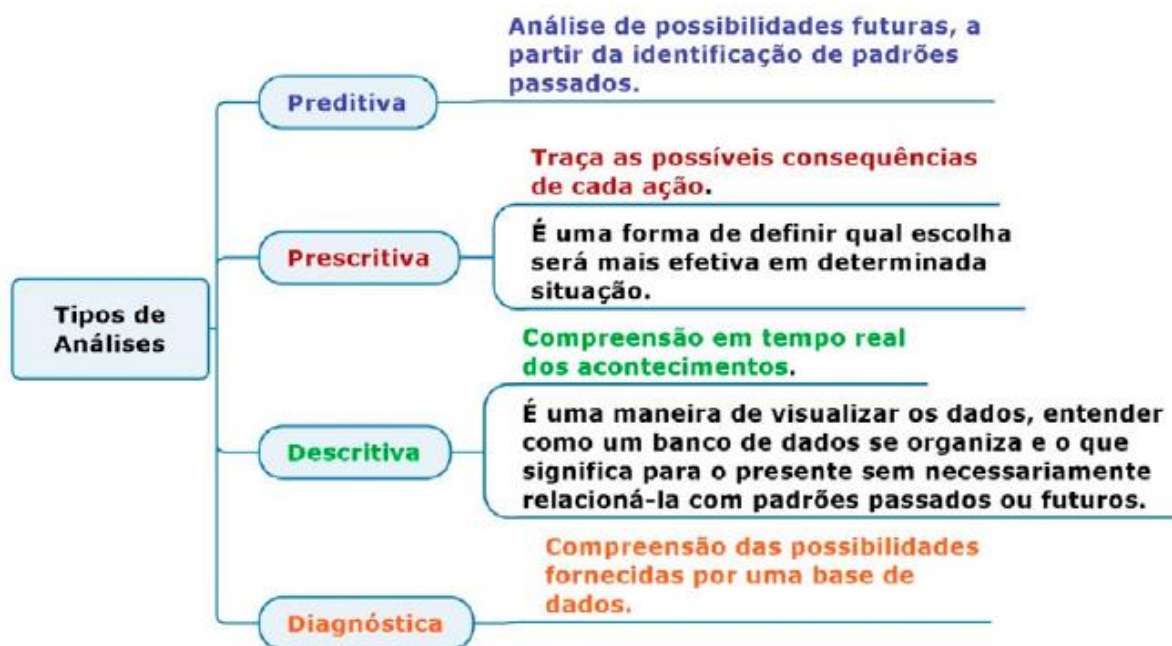 Tipos de
Análises
Preditiva
Análise de possibilidades futuras, a
partir da identificação de padrões
passados.
Prescritiva
Traça as possíveis consequências
de cada ação.
É uma forma de definir qual escolha
será mais efetiva em determinada
situação.
Descritiva
Compreensão em tempo real
dos acontecimentos.
É uma maneira de visualizar os dados, entender
como um banco de dados se organiza e o que
significa para o presente sem necessariamente
relacioná-la com padrões passados ou futuros.
Diagnóstica
Compreensão das possibilidades
fornecidas por uma base de
dados.